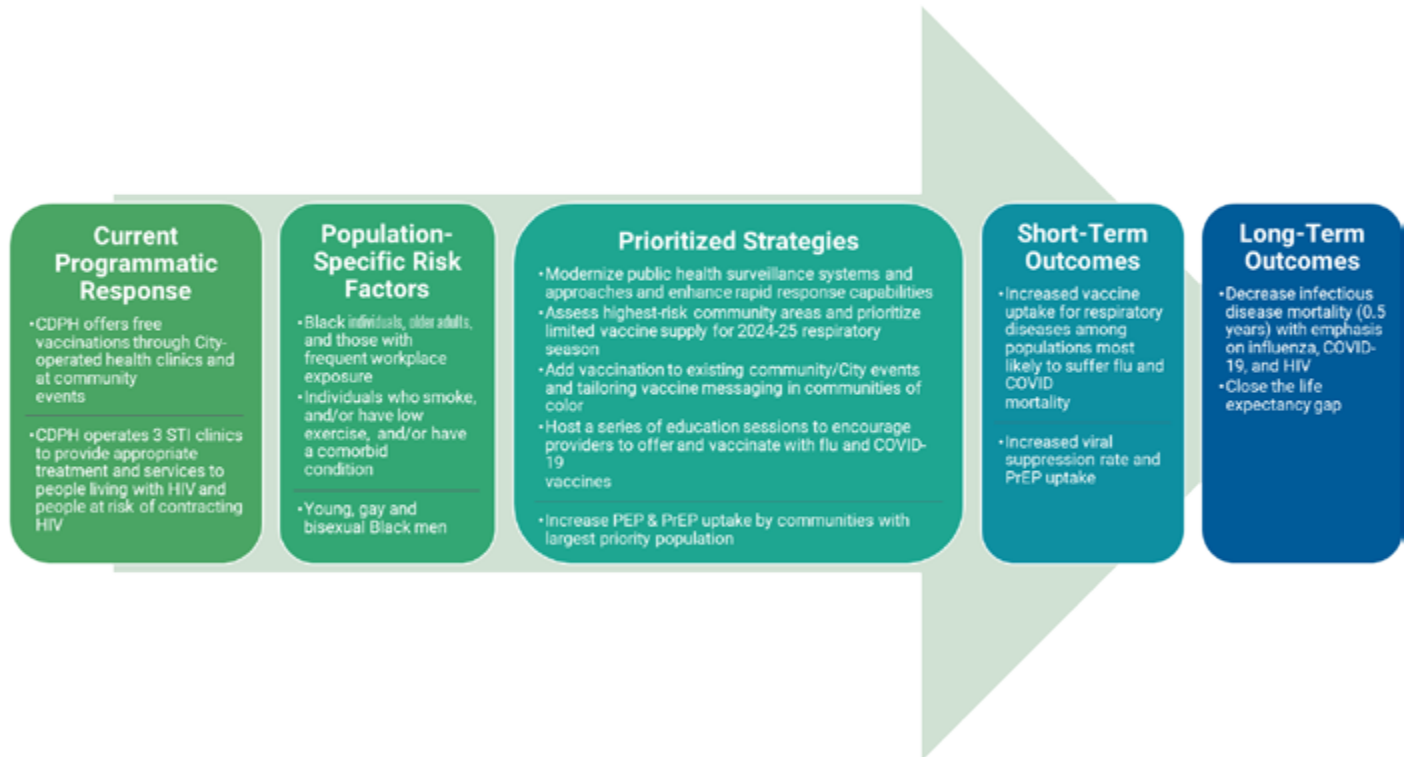 Current
Programmatic
Response
•CDPH offers free
vaccinations through City-
operated health clinics and
at community
events
•CDPH operates 3 STI clinics
to provide appropriate
treatment and services to
people living with HIV and
people at risk of contracting
HIV
Population-
Specific Risk
Factors
•Black individuals, older adults,
and those with
frequent workplace
exposure
•Individuals who smoke,
and/or have low
exercise, and/or have
a comorbid
condition
•Young, gay and
bisexual Black men
Prioritized Strategies
•Modernize public health surveillance systems and
approaches and enhance rapid response capabilities
•Assess highest-risk community areas and prioritize
limited vaccine supply for 2024-25 respiratory
season
•Add vaccination to existing community/City events
and tailoring vaccine messaging in communities of
color
•Host a series of education sessions to encourage
providers to offer and vaccinate with flu and COVID-
19
vaccines
•Increase PEP & PrEP uptake by communities with
largest priority population
Short-Term
Outcomes
•Increased vaccine
uptake for respiratory
diseases among
populations most
likely to suffer flu and
COVID
mortality
•Increased viral
suppression rate and
PrEP uptake
Long-Term
Outcomes
•Decrease infectious
disease mortality (0.5
years) with emphasis
on influenza, COVID-
19, and HIV
•Close the life
expectancy gap